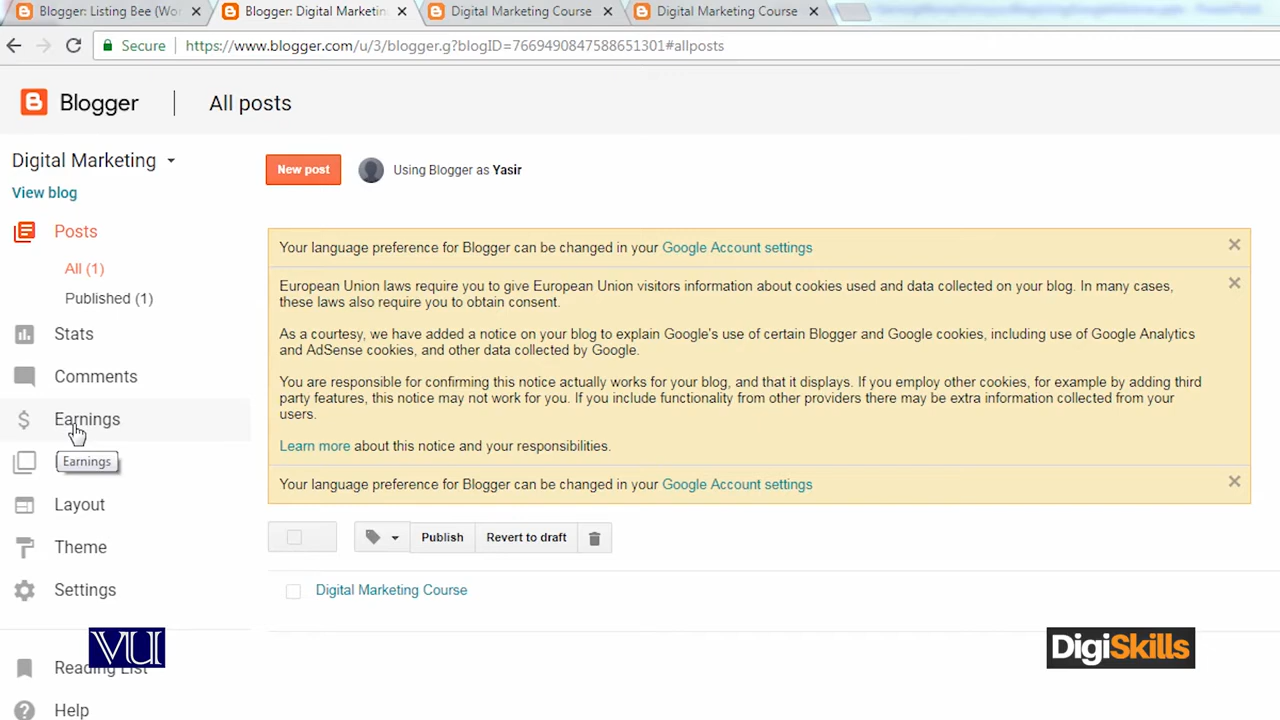 Blogger: Listing Bee (Wor
Blogger: Digital Marketin
Digital Marketing Course
Digital Marketing Course
Secure
https://www.blogger.com/u/3/blogger.g?blogID=7669490847588651301#allposts
Blogger
All posts
Digital Marketing
View blog
New post
Using Blogger as Yasir
Posts
All (1)
Published (1)
Stats
Comments
Earnings
Earnings
Layout
Theme
Settings
Reading List
Help
Your language preference for Blogger can be changed in your Google Account settings
European Union laws require you to give European Union visitors information about cookies used and data collected on your blog. In many cases,
these laws also require you to obtain consent.
As a courtesy, we have added a notice on your blog to explain Google's use of certain Blogger and Google cookies, including use of Google Analytics
and AdSense cookies, and other data collected by Google.
You are responsible for confirming this notice actually works for your blog, and that it displays. If you employ other cookies, for example by adding third
party features, this notice may not work for you. If you include functionality from other providers there may be extra information collected from your
users.
Learn more about this notice and your responsibilities.
Your language preference for Blogger can be changed in your Google Account settings
Publish
Revert to draft
Digital Marketing Course
VU
DigiSkills